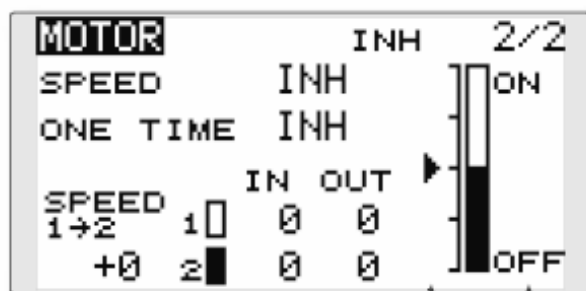 MOTOR INH 2/2
SPEED INH ON
ONE TIME INH
IN OUT
SPEED
1→2 1 0 0
+0 2 0 0 OFF